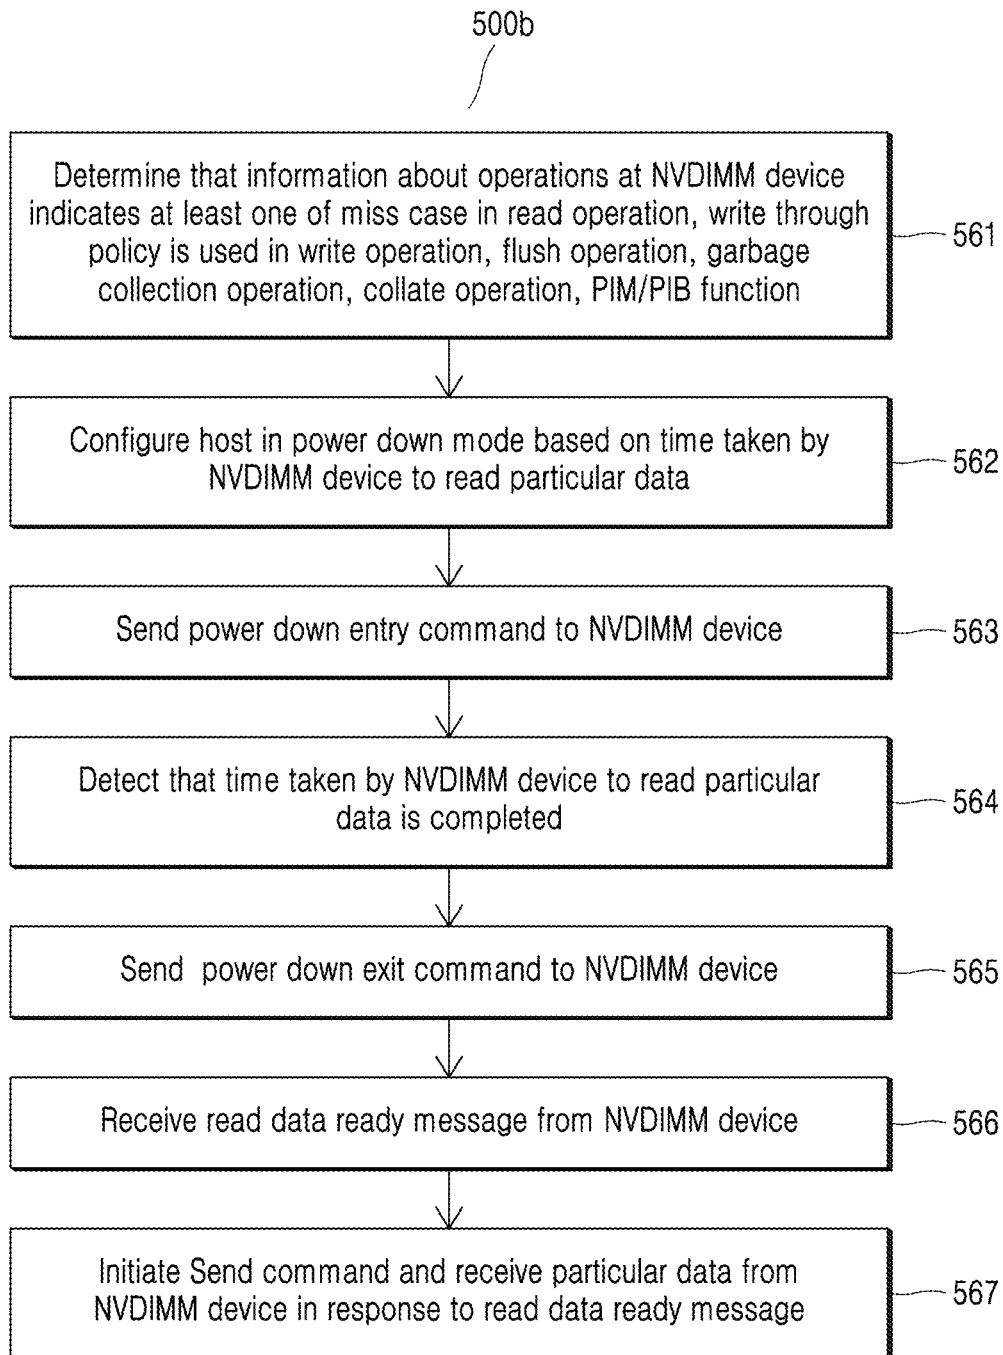 500b
Determine that information about operations at NVDIMM device
indicates at least one of miss case in read operation, write through
policy is used in write operation, flush operation, garbage
collection operation, collate operation, PIM/PIB function
561
Configure host in power down mode based on time taken by
NVDIMM device to read particular data
562
Send power down entry command to NVDIMM device
563
Detect that time taken by NVDIMM device to read particular
data is completed
564
Send power down exit command to NVDIMM device
565
Receive read data ready message from NVDIMM device
566
Initiate Send command and receive particular data from
NVDIMM device in response to read data ready message
567